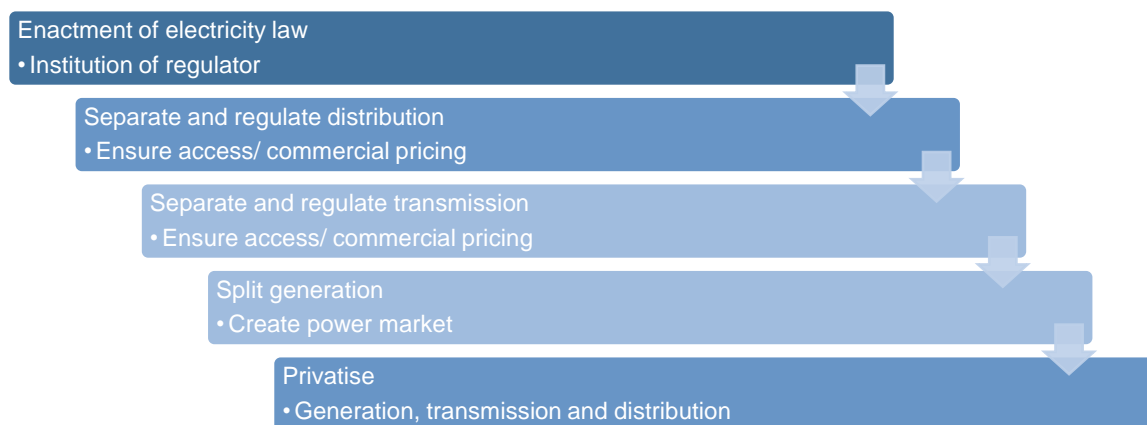 Enactment of electricity law
• Institution of regulator
Separate and regulate distribution
• Ensure access/ commercial pricing
Separate and regulate transmission
• Ensure access/ commercial pricing
Split generation
• Create power market
Privatise
• Generation, transmission and distribution